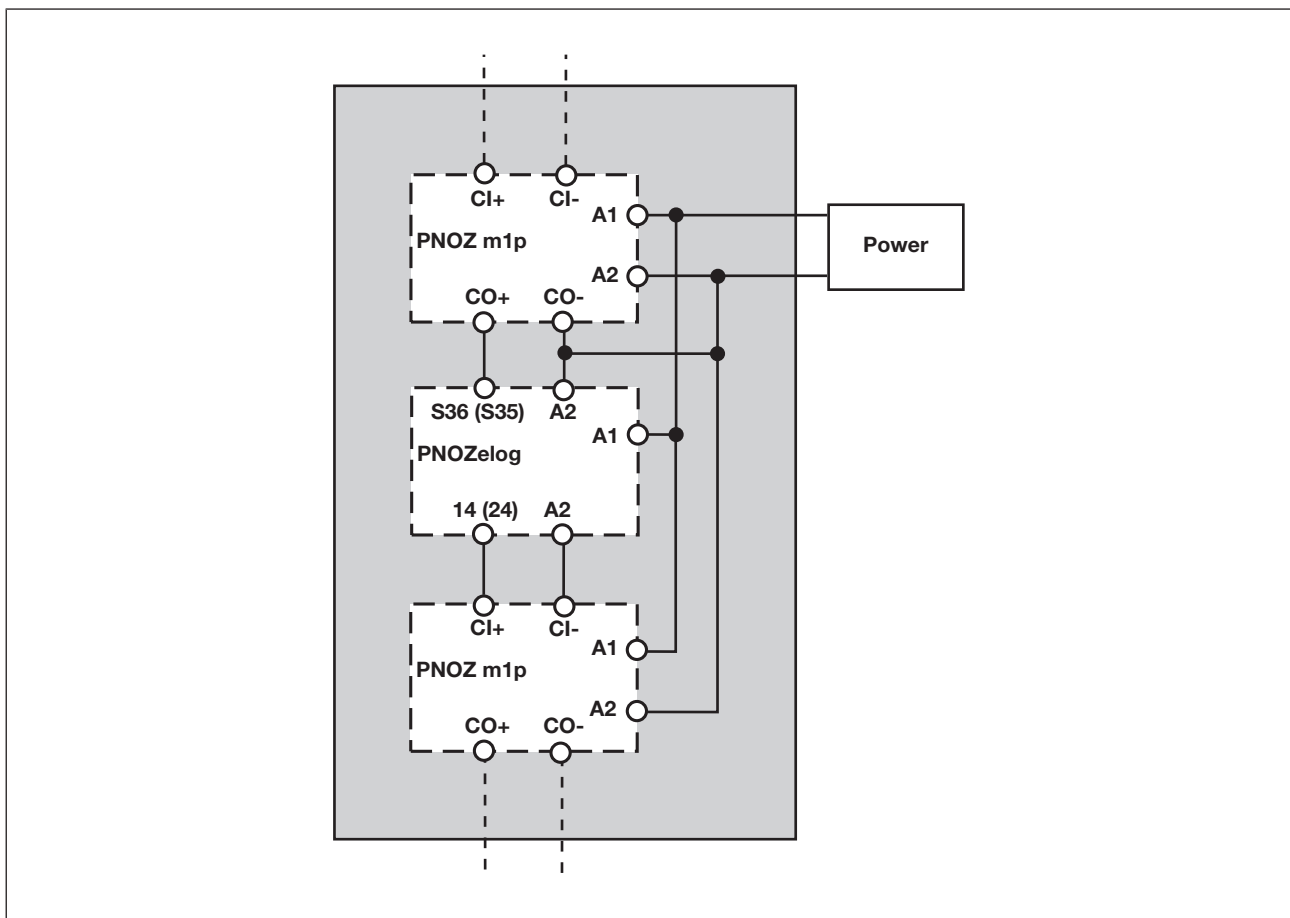 CI+ CI-
A1
PNOZ m1p
Power
A2
CO+ CO-
S36 (S35) A2
A1
PNOZelog
14 (24) A2
CI+ CI-
A1
PNOZ m1p
A2
CO+ CO-